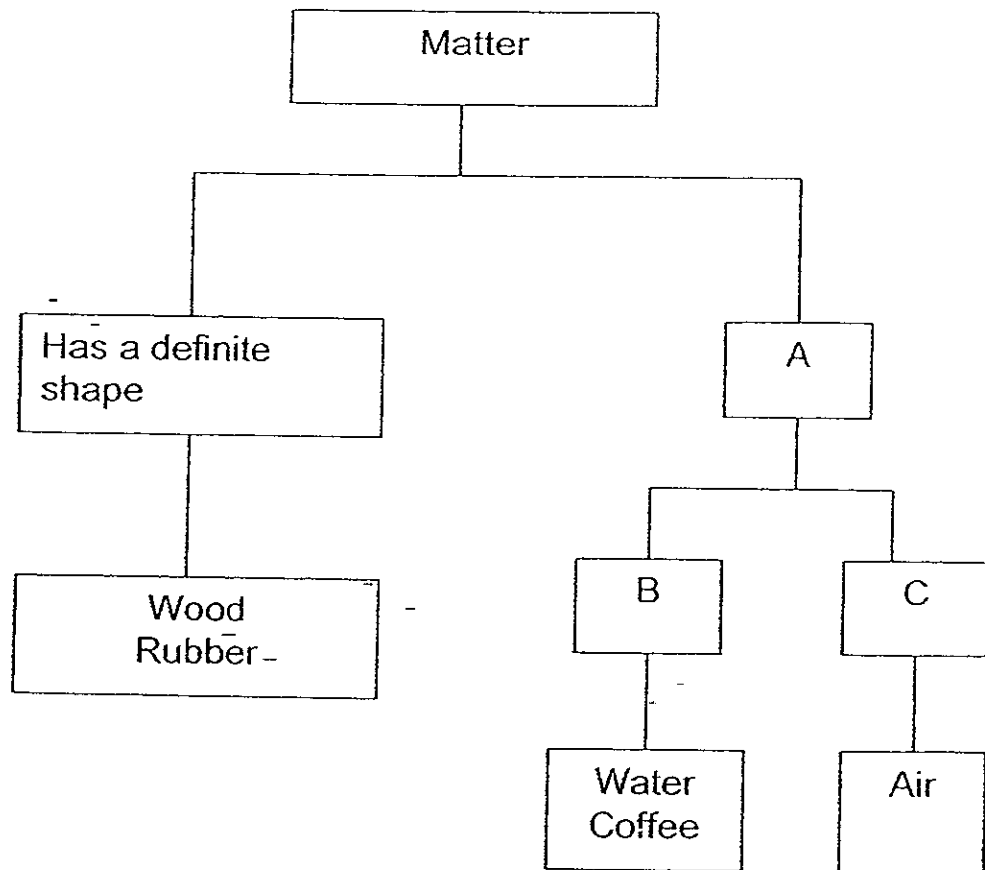 Matter
Has a definite
shape
A
Wood
Rubber
B
C
Water
Coffee
Air